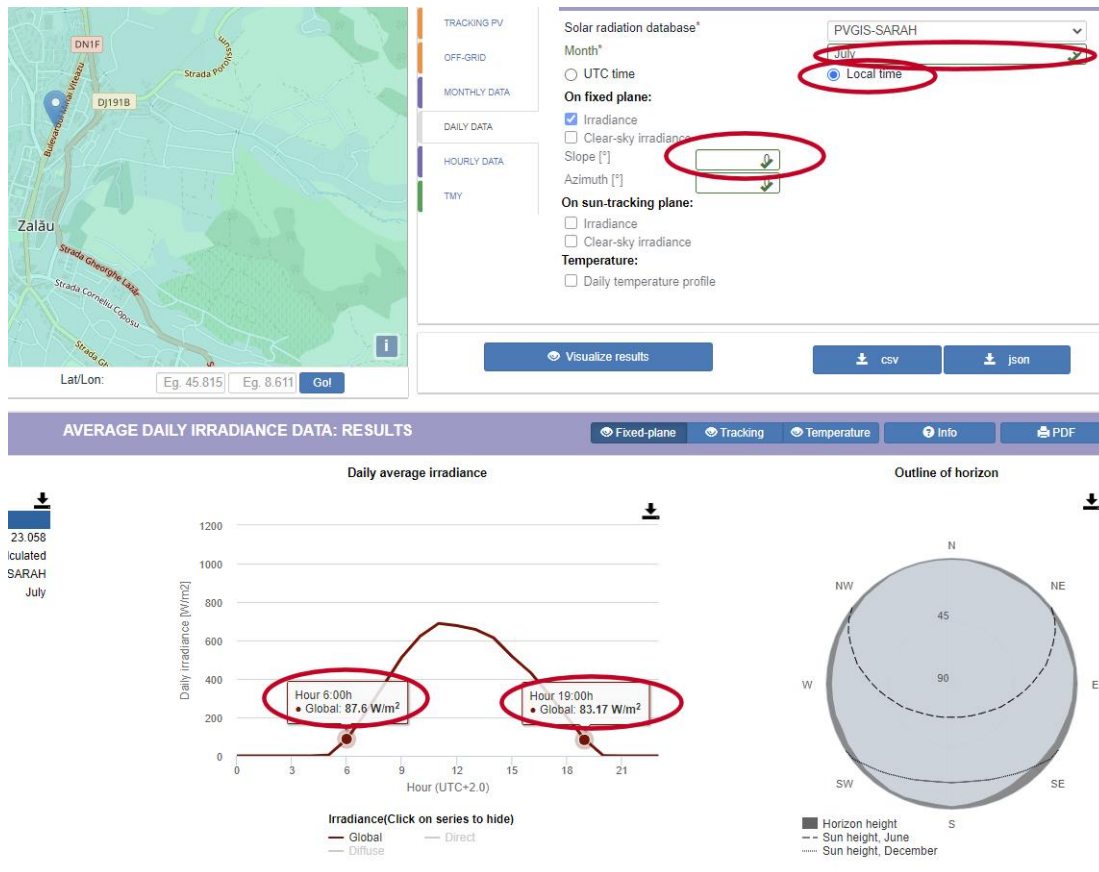 DN1F
Strada Poroliss
DJ191B
Bulevardul Mihai Viteazu
Zalău
Strada Gheorghe Lazăr
Strada Corneliu Coposu
i
Lat/Lon:
Eg. 45.815
Eg. 8.611
Go!
TRACKING PV
OFF-GRID
MONTHLY DATA
DAILY DATA
HOURLY DATA
TMY
Solar radiation database*
PVGIS-SARAH
Month*
July
UTC time
Local time
On fixed plane:
Irradiance
Clear-sky irradiance
Slope [°]
0
Azimuth [°]
0
On sun-tracking plane:
Irradiance
Clear-sky irradiance
Temperature:
Daily temperature profile
Visualize results
csv
json
AVERAGE DAILY IRRADIANCE DATA: RESULTS
Fixed-plane
Tracking
Temperature
Info
PDF
23.058
lculated
SARAH
July
Daily average irradiance
1200
1000
800
600
400
200
0
Daily irradiance [W/m2]
Hour 6:00h
● Global: 87.6 W/m2
Hour 19:00h
● Global: 83.17 W/m2
0
3
6
9
12
15
18
21
Hour (UTC+2.0)
Irradiance(Click on series to hide)
Global
Direct
Diffuse
Outline of horizon
N
NW
NE
45
90
W
E
SW
SE
S
Horizon height
Sun height, June
Sun height, December